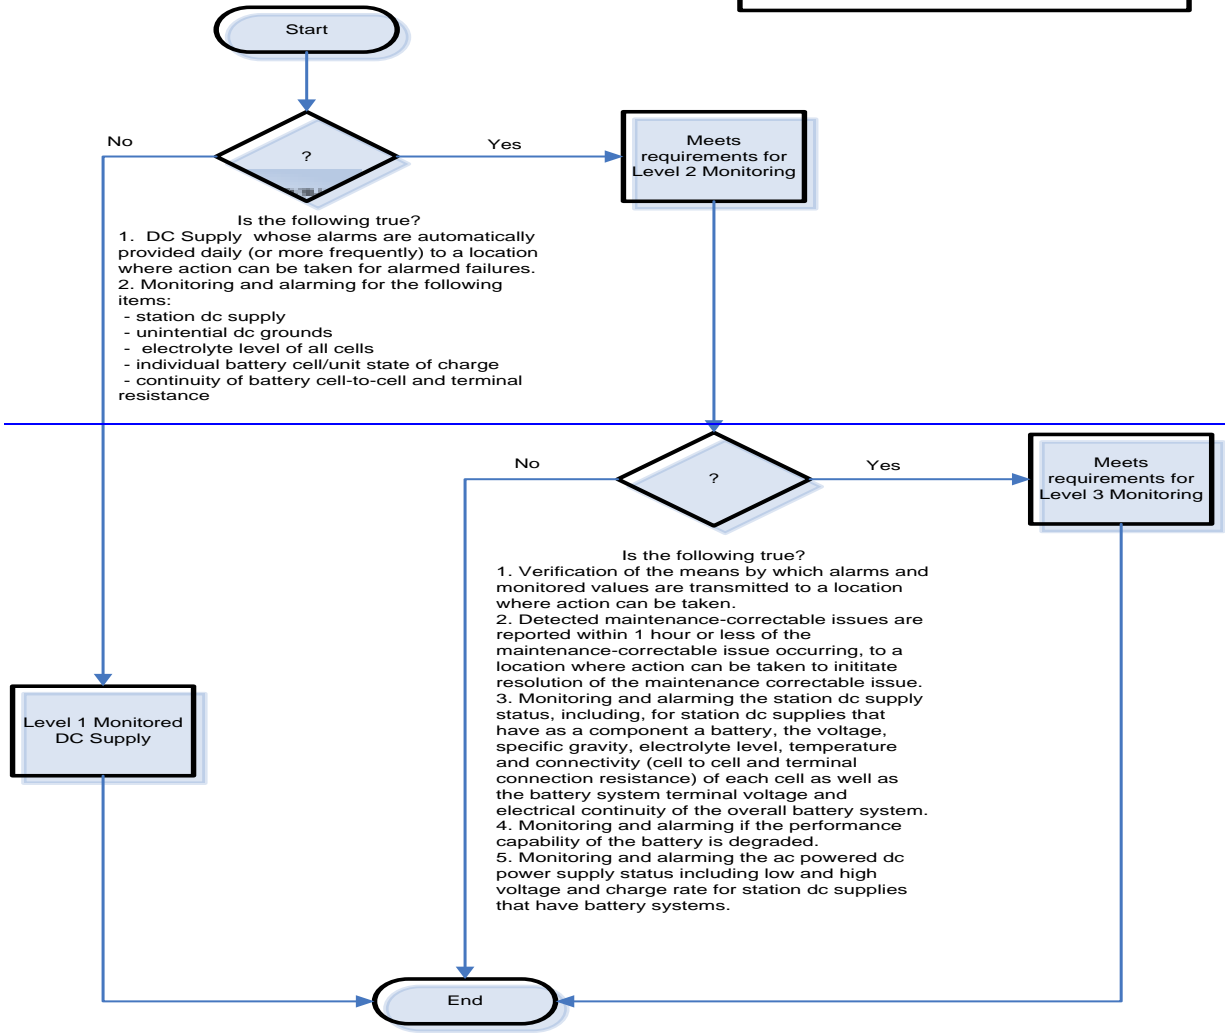 Start
No
?
Yes
Meets
requirements for
Level 2 Monitoring
Is the following true?
1.  DC Supply  whose alarms are automatically
provided daily (or more frequently) to a location
where action can be taken for alarmed failures.
2. Monitoring and alarming for the following
items:
- station dc supply
- unintential dc grounds
-  electrolyte level of all cells
- individual battery cell/unit state of charge
- continuity of battery cell-to-cell and terminal
resistance
No
?
Yes
Meets
requirements for
Level 3 Monitoring
Is the following true?
1. Verification of the means by which alarms and
monitored values are transmitted to a location
where action can be taken.
2. Detected maintenance-correctable issues are
reported within 1 hour or less of the
maintenance-correctable issue occurring, to a
location where action can be taken to inititate
resolution of the maintenance correctable issue.
3. Monitoring and alarming the station dc supply
status, including, for station dc supplies that
have as a component a battery, the voltage,
specific gravity, electrolyte level, temperature
and connectivity (cell to cell and terminal
connection resistance) of each cell as well as
the battery system terminal voltage and
electrical continuity of the overall battery system.
4. Monitoring and alarming if the performance
capability of the battery is degraded.
5. Monitoring and alarming the ac powered dc
power supply status including low and high
voltage and charge rate for station dc supplies
that have battery systems.
Level 1 Monitored
DC Supply
End